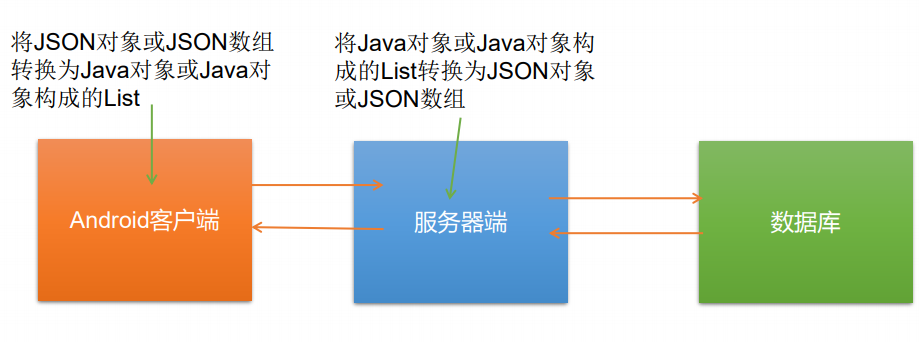 将JSON对象或JSON数组
转换为Java对象或Java对
象构成的List
将Java对象或Java对象构
成的List转换为JSON对象
或JSON数组
Android客户端
服务器端
数据库